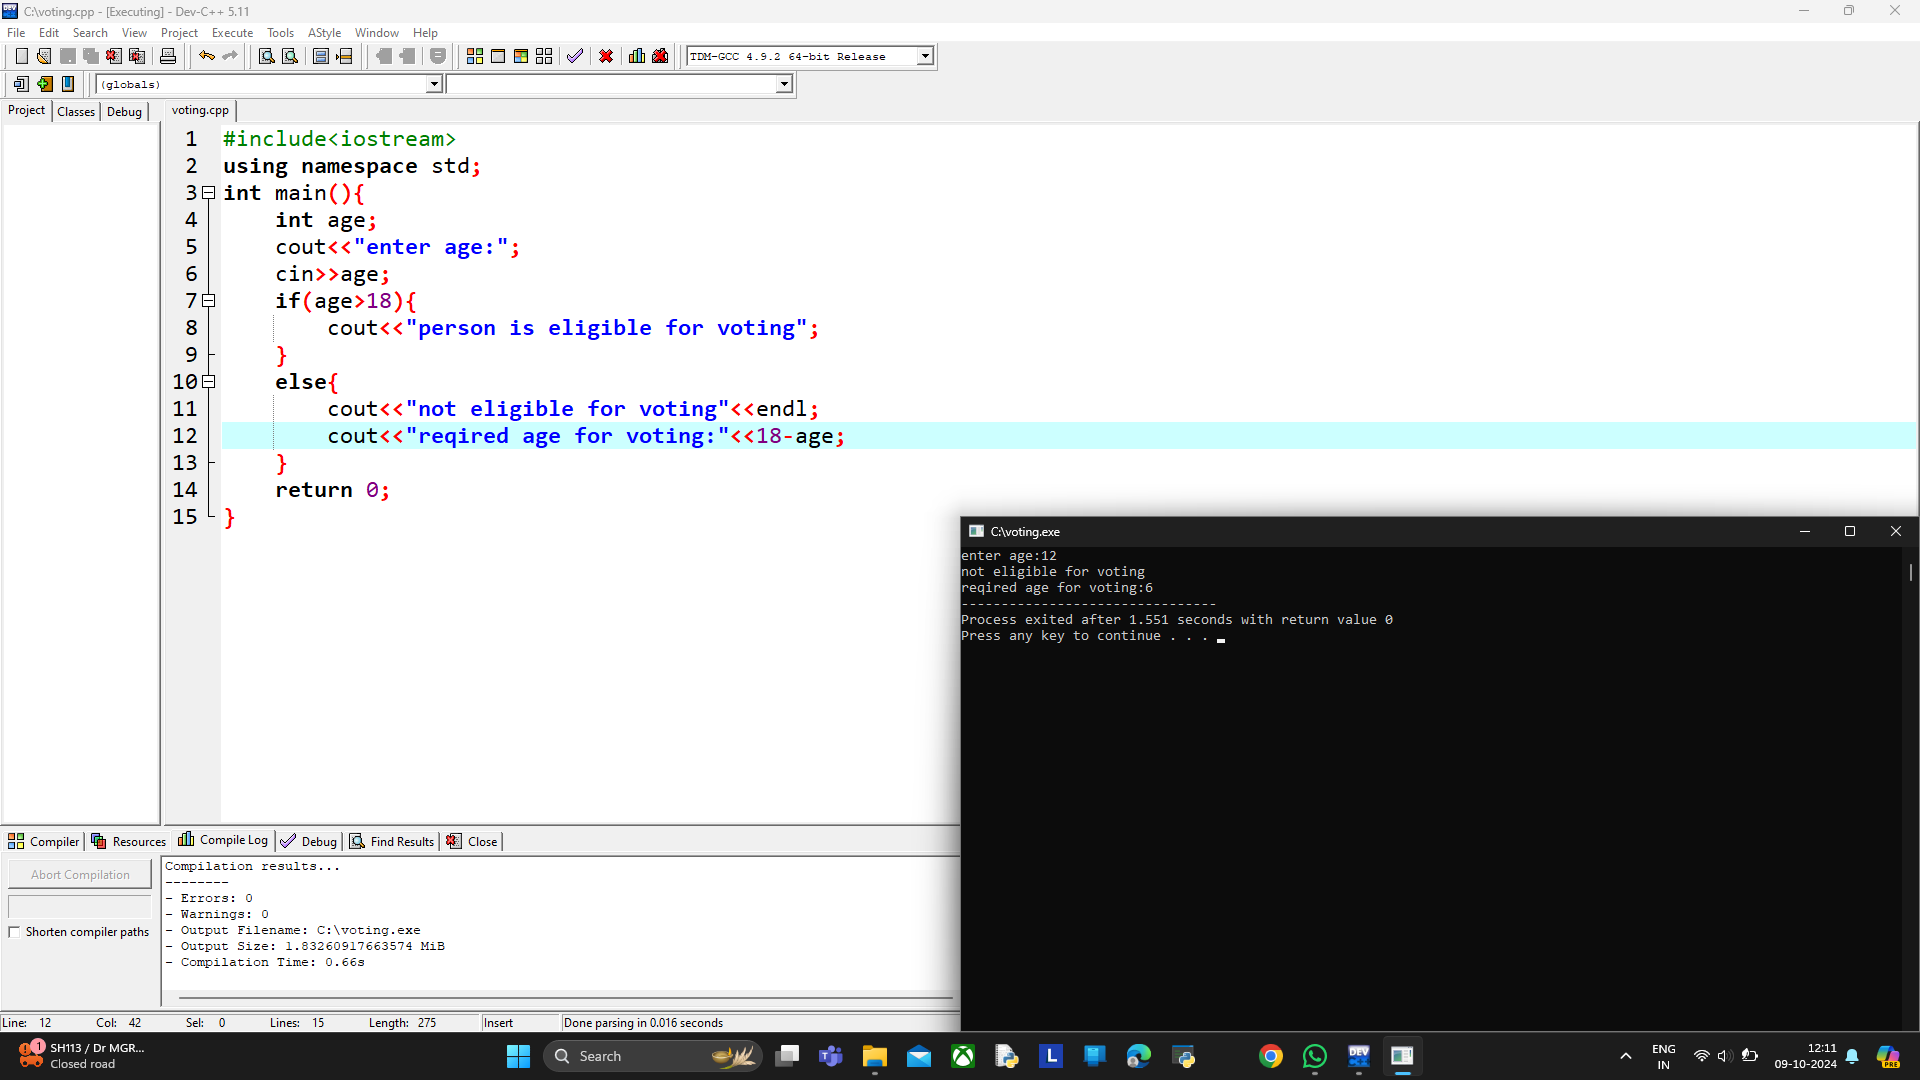 C:\voting.cpp - [Executing] - Dev-C++ 5.11
File Edit Search View Project Execute Tools AStyle Window Help
TDM-GCC 4.9.2 64-bit Release
(globals)
Project Classes Debug voting.cpp
1 #include<iostream>
2 using namespace std;
3 int main(){
4 int age;
5 cout<<"enter age:";
6 cin>>age;
7 if(age>18){
8 cout<<"person is eligible for voting";
9 }
10 else{
11 cout<<"not eligible for voting"<<endl;
12 cout<<"reqired age for voting:"<<18-age;
13 }
14 return 0;
15 }
C:\voting.exe
enter age:12
not eligible for voting
reqired age for voting:6
--------------------------------
Process exited after 1.551 seconds with return value 0
Press any key to continue . . .
Compiler Resources Compile Log Debug Find Results Close
Abort Compilation
Shorten compiler paths
Compilation results...
--------
- Errors: 0
- Warnings: 0
- Output Filename: C:\voting.exe
- Output Size: 1.83260917663574 MiB
- Compilation Time: 0.66s
Line: 12 Col: 42 Sel: 0 Lines: 15 Length: 275 Insert Done parsing in 0.016 seconds
1
SH113 / Dr MGR...
Closed road
Search
L
DEV
ENG
IN
12:11
09-10-2024
PRE